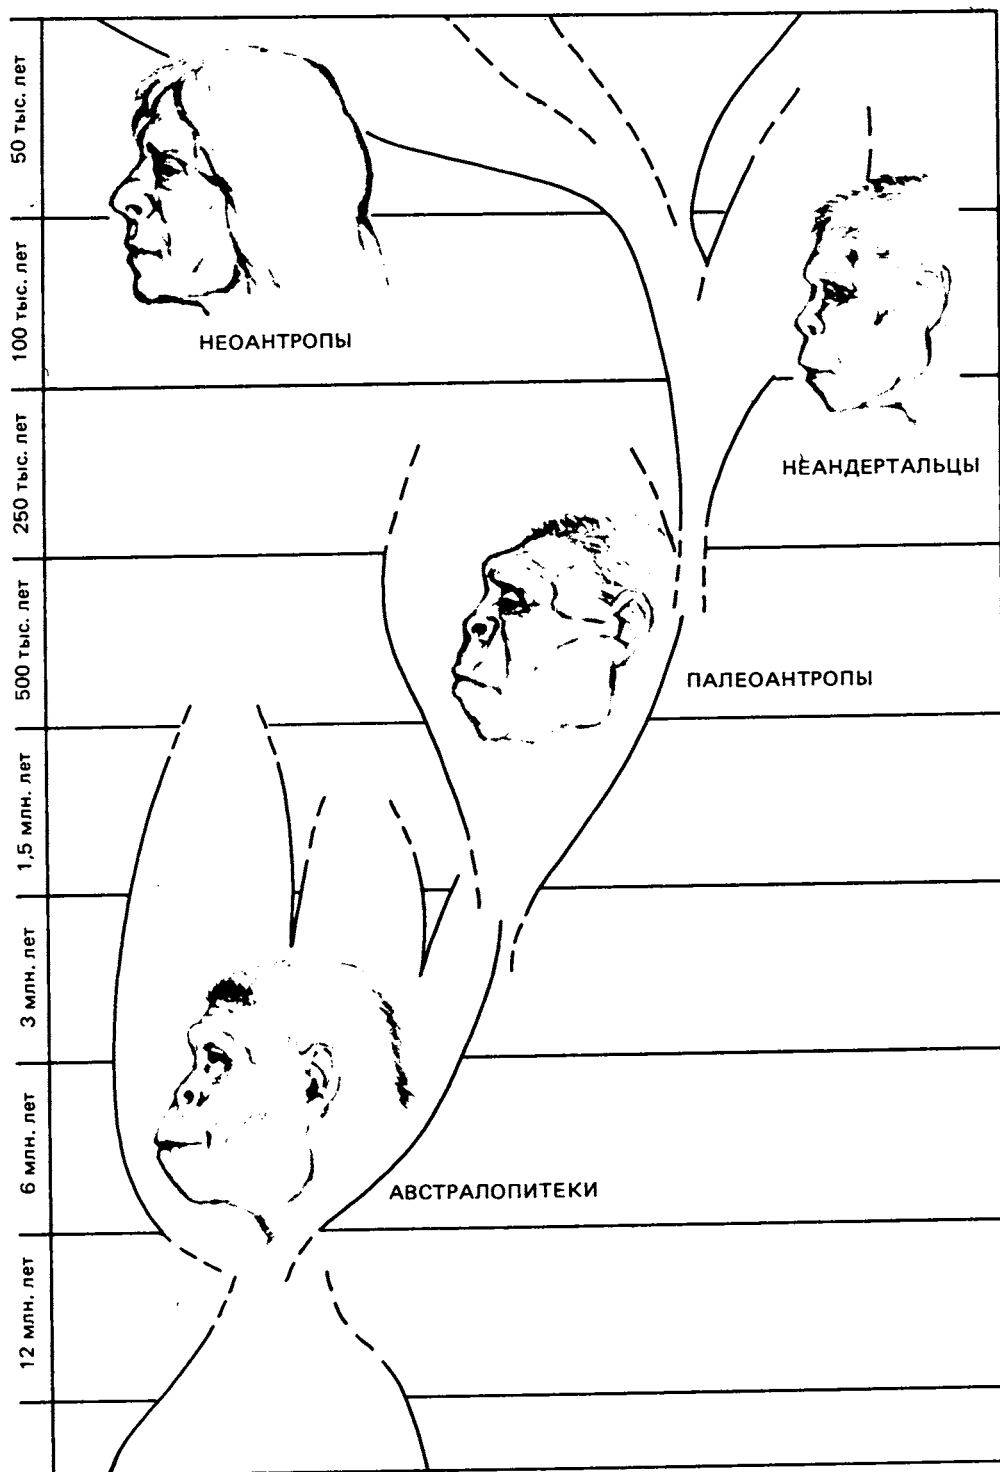 50 тыс. лет
100 тыс. лет
250 тыс. лет
500 тыс. лет
1,5 млн. лет
3 млн. лет
6 млн. лет
12 млн. лет
НЕОАНТРОПЫ
НЕАНДЕРТАЛЬЦЫ
ПАЛЕОАНТРОПЫ
АВСТРАЛОПИТЕКИ